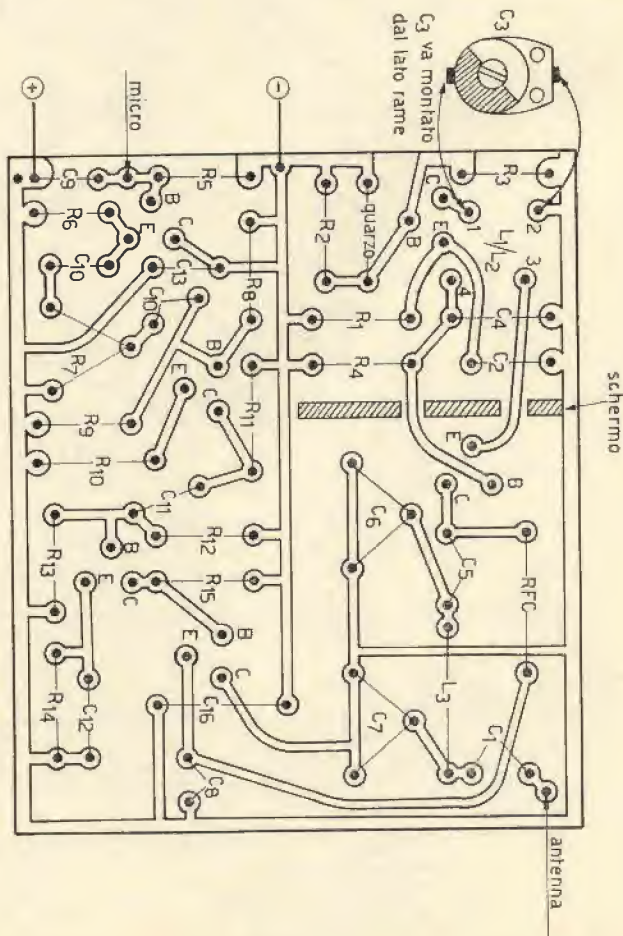 schermo
antenna
C3
C3 va montato
dal lato rame
R3
2
3
1
L1/L2
C
4
C4
C2
E
E
B
B
C
RFC
C5
L3
C1
quarzo
R2
R1
R4
C6
C7
−
R5
R8
R11
B
C
B
C
C13
C10
E
C
C11
R12
R15
B
C
E
C16
C8
micro
C9
E
R6
C10
R7
R9
R10
B
C
R13
E
R14
C12
+